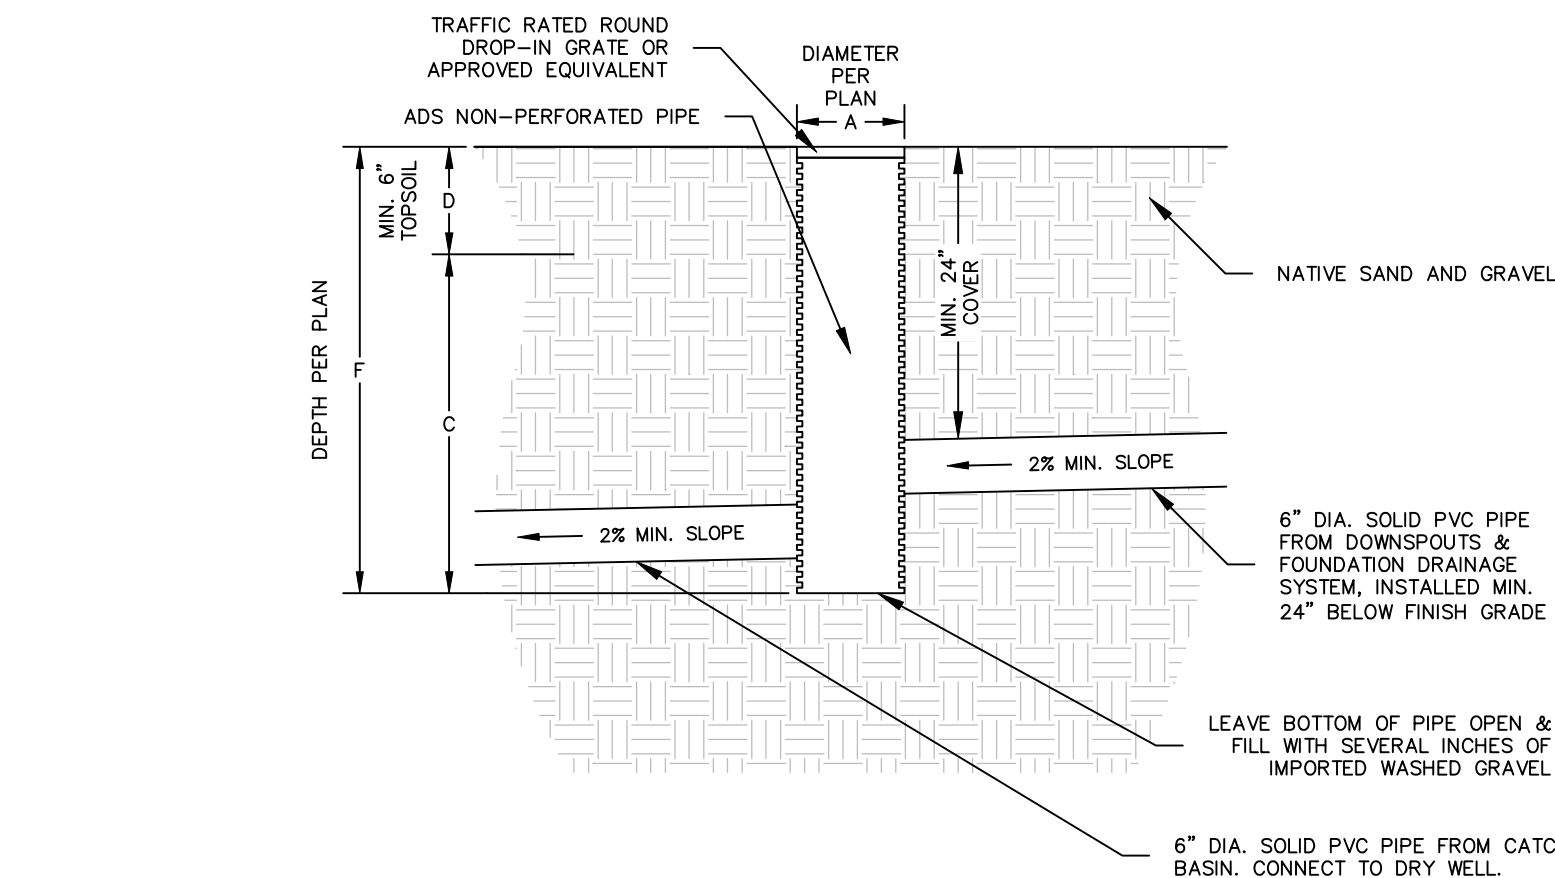 TRAFFIC RATED ROUND
DROP-IN GRATE OR
APPROVED EQUIVALENT
DIAMETER
PER
PLAN
A
ADS NON-PERFORATED PIPE
MIN. 6"
TOPSOIL
D
MIN. 24"
COVER
NATIVE SAND AND GRAVEL
DEPTH PER PLAN
F
C
2% MIN. SLOPE
2% MIN. SLOPE
6" DIA. SOLID PVC PIPE
FROM DOWNSPOUTS &
FOUNDATION DRAINAGE
SYSTEM, INSTALLED MIN.
24" BELOW FINISH GRADE
LEAVE BOTTOM OF PIPE OPEN &
FILL WITH SEVERAL INCHES OF
IMPORTED WASHED GRAVEL
6" DIA. SOLID PVC PIPE FROM CATC
BASIN. CONNECT TO DRY WELL.